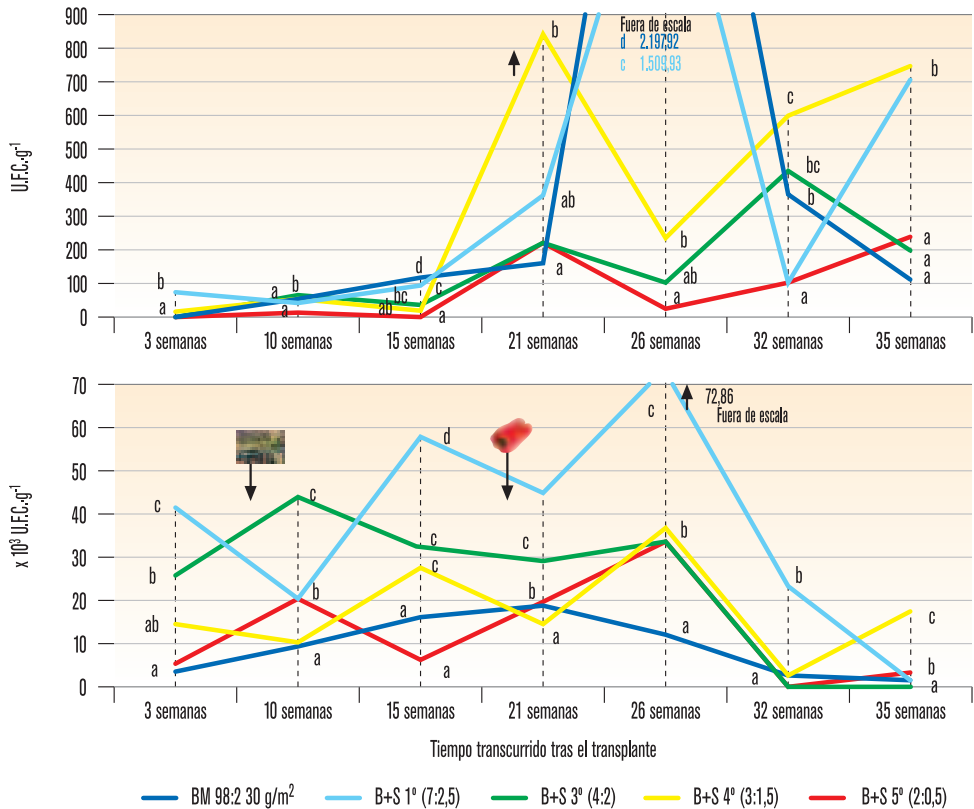 900
800
700
600
500
400
300
200
100
0
U.F.C.·g⁻¹
Fuera de escala
d 2.197,92
c 1.509,93
b
a
a
b
a
d
bc
c
ab
a
b
ab
a
b
ab
a
c
bc
b
a
b
a
a
a
3 semanas 10 semanas 15 semanas 21 semanas 26 semanas 32 semanas 35 semanas
70
60
50
40
30
20
10
0
x 10³ U.F.C.·g⁻¹
72,86
Fuera de escala
c
b
ab
a
c
b
a
d
c
c
a
c
b
a
c
b
a
b
a
c
b
a
3 semanas 10 semanas 15 semanas 21 semanas 26 semanas 32 semanas 35 semanas
Tiempo transcurrido tras el transplante
BM 98:2 30 g/m² B+S 1º (7:2,5) B+S 3º (4:2) B+S 4º (3:1,5) B+S 5º (2:0,5)